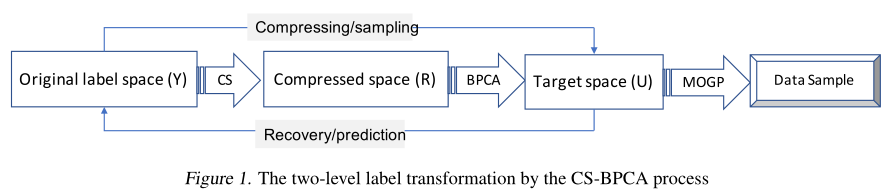 Compressing/sampling
Original label space (Y)
CS
Compressed space (R)
BPCA
Target space (U)
MOGP
Data Sample
Recovery/prediction
Figure 1. The two-level label transformation by the CS-BPCA process